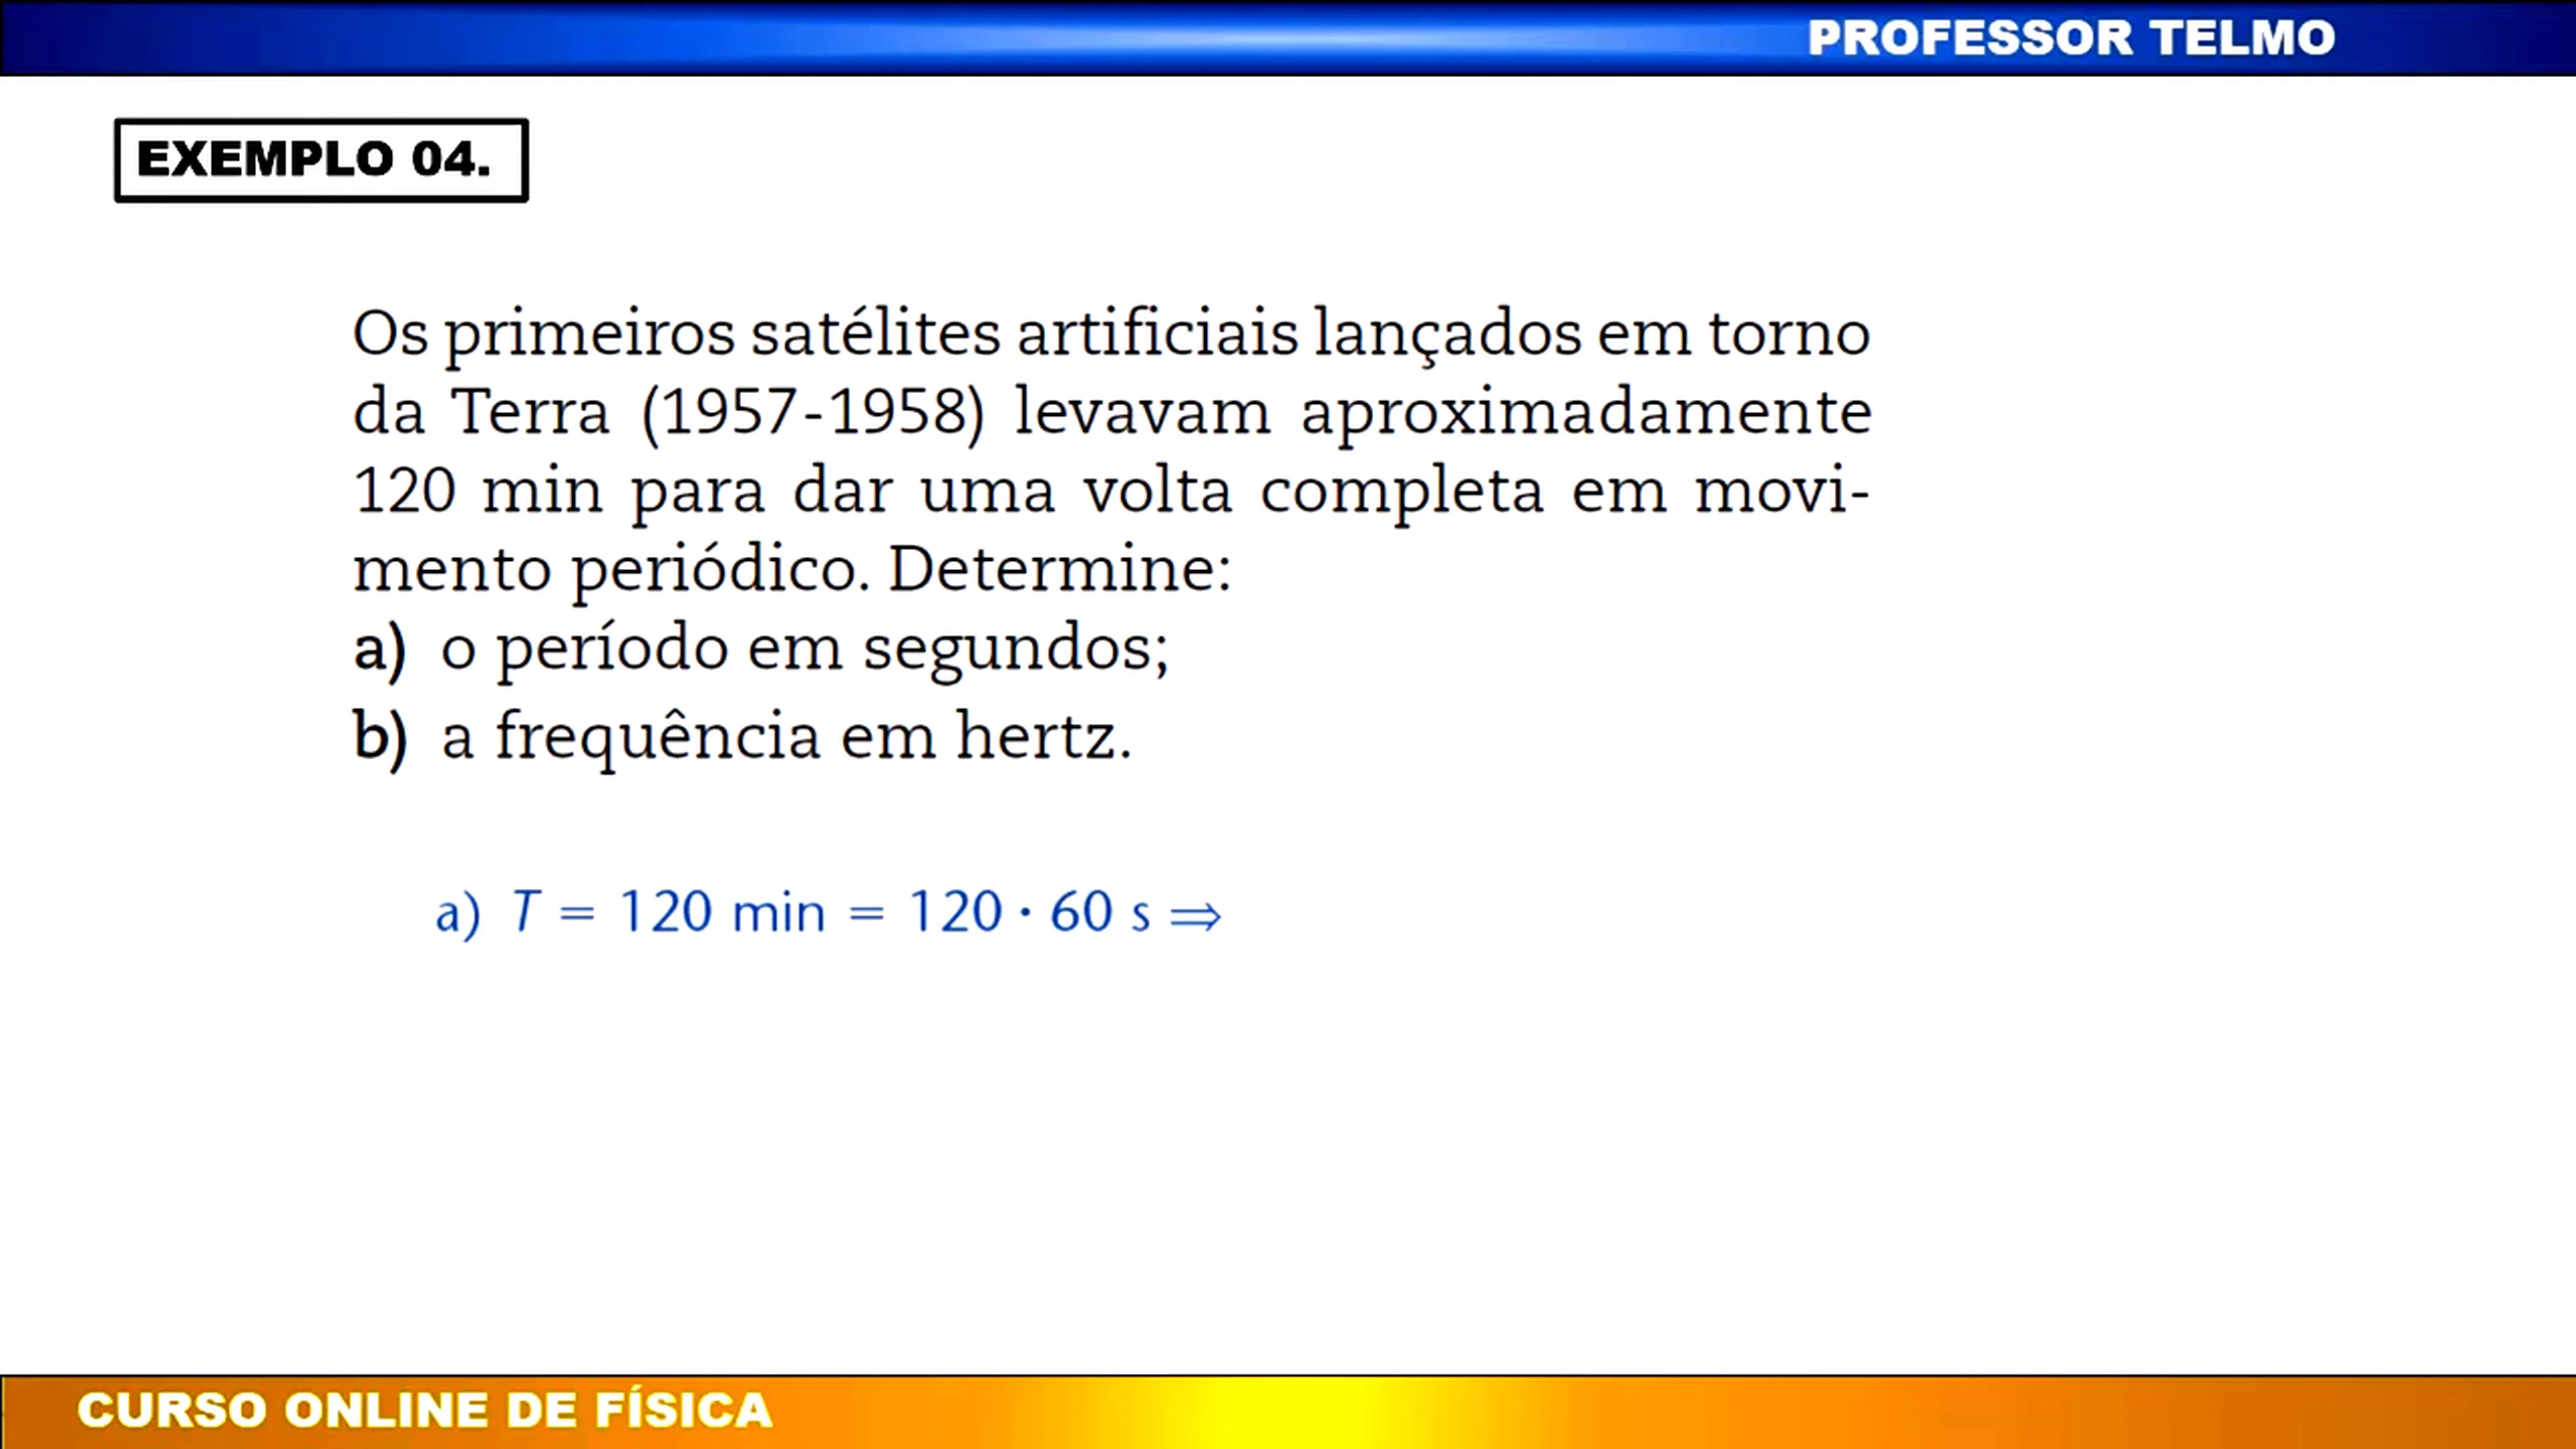 PROFESSOR TELMO
EXEMPLO 04.
Os primeiros satélites artificiais lançados em torno
da Terra (1957-1958) levavam aproximadamente
120 min para dar uma volta completa em movi-
mento periódico. Determine:
a) o período em segundos;
b) a frequência em hertz.
a) T = 120 min = 120 · 60 s ⇒
CURSO ONLINE DE FÍSICA